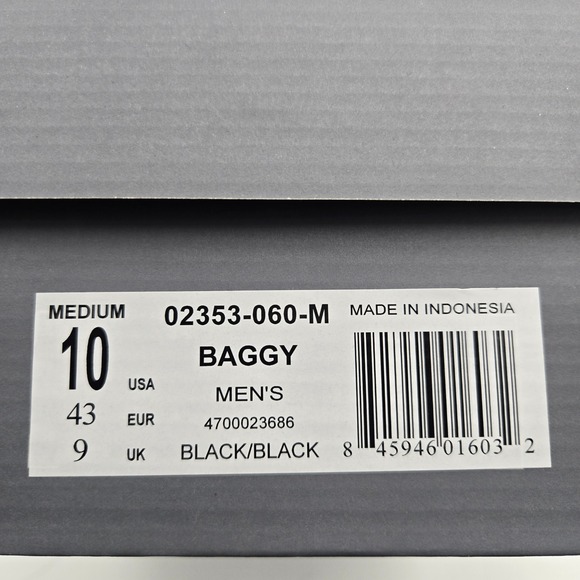 MEDIUM 02353-060-M MADE IN INDONESIA
10 USA BAGGY
MEN'S
43 EUR 4700023686
9 UK BLACK/BLACK 8 45946 01603 2